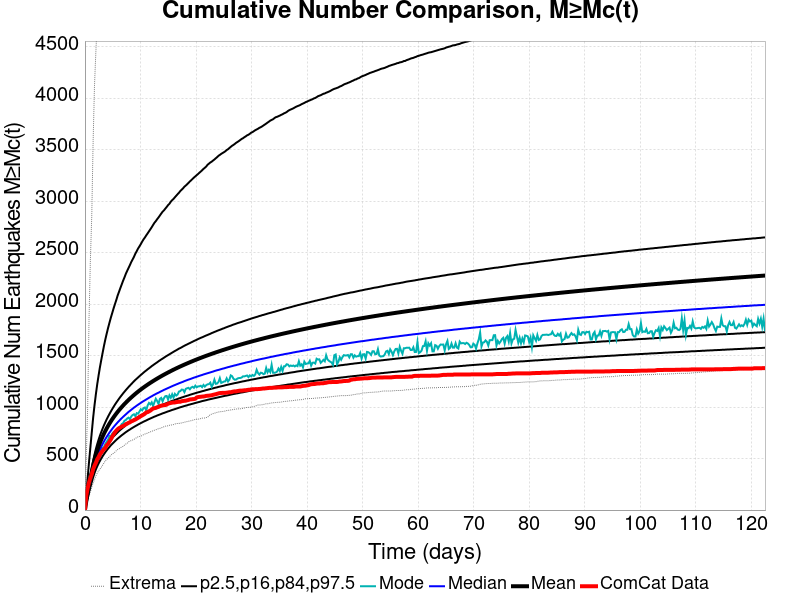 Cumulative Number Comparison, M≥Mc(t)
Cumulative Num Earthquakes M≥Mc(t)
4500
4000
3500
3000
2500
2000
1500
1000
500
0
0 10 20 30 40 50 60 70 80 90 100 110 120
Time (days)
Extrema p2.5,p16,p84,p97.5 Mode Median Mean ComCat Data